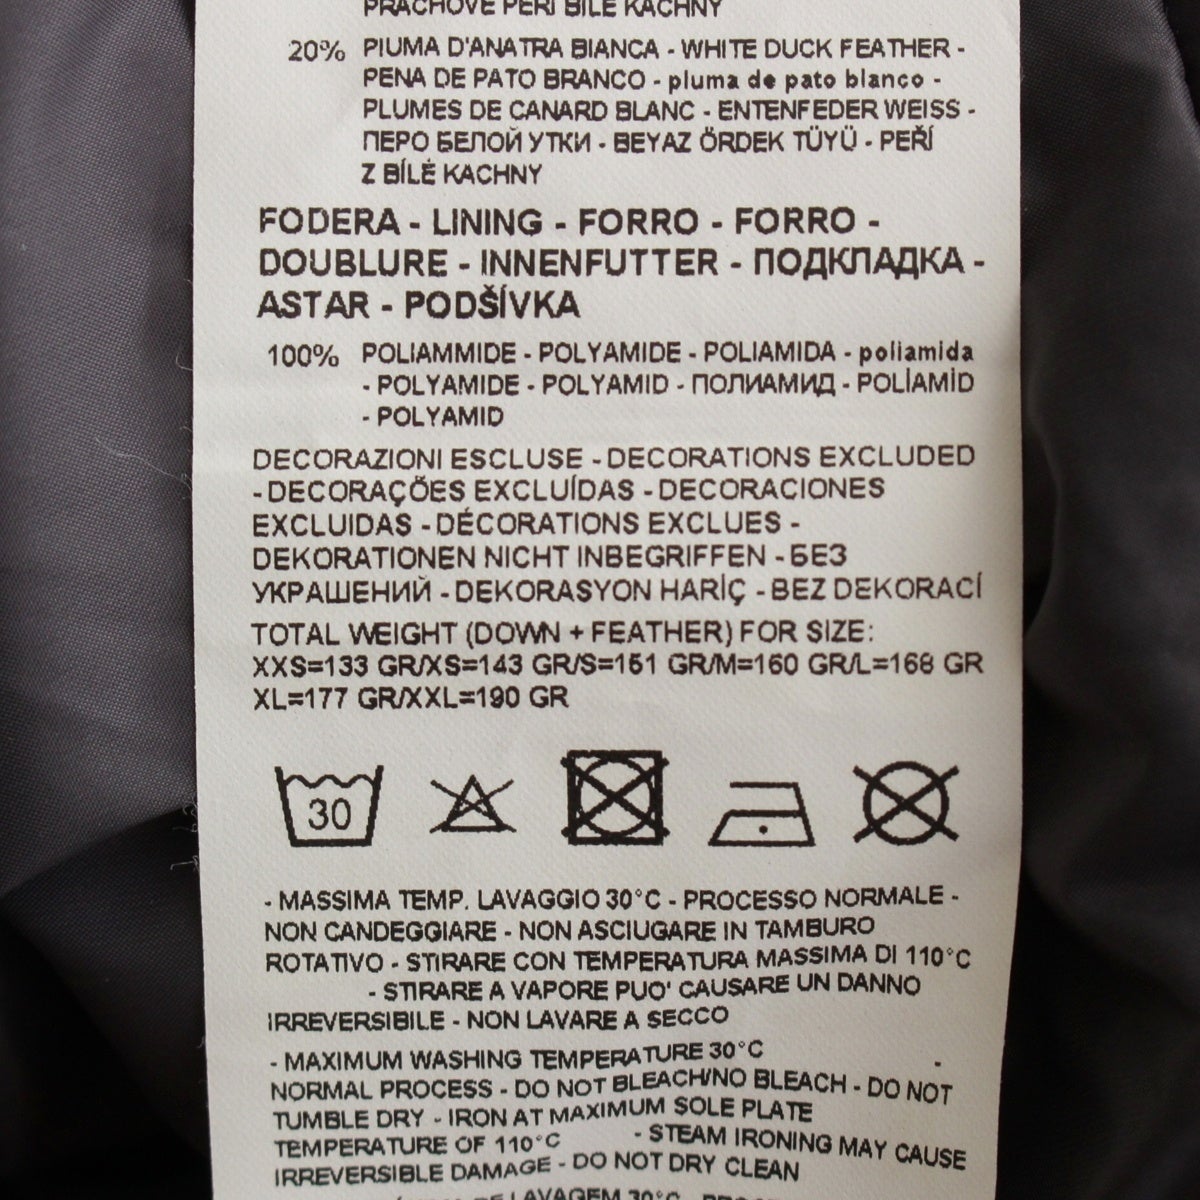 PRACHOVÉ PEŘÍ BÍLÉ KACHNY
20% PIUMA D'ANATRA BIANCA - WHITE DUCK FEATHER -
PENA DE PATO BRANCO - pluma de pato blanco -
PLUMES DE CANARD BLANC - ENTENFEDER WEISS -
ПЕРО БЕЛОЙ УТКИ - BEYAZ ÖRDEK TÜYÜ - PEŘÍ
Z BÍLÉ KACHNY
FODERA - LINING - FORRO - FORRO -
DOUBLURE - INNENFUTTER - ПОДКЛАДКА -
ASTAR - PODŠÍVKA
100% POLIAMMIDE - POLYAMIDE - POLIAMIDA - poliamida
- POLYAMIDE - POLYAMID - ПОЛИАМИД - POLİAMİD
- POLYAMID
DECORAZIONI ESCLUSE - DECORATIONS EXCLUDED
- DECORAÇÕES EXCLUÍDAS - DECORACIONES
EXCLUIDAS - DÉCORATIONS EXCLUES -
DEKORATIONEN NICHT INBEGRIFFEN - БЕЗ
УКРАШЕНИЙ - DEKORASYON HARİÇ - BEZ DEKORACÍ
TOTAL WEIGHT (DOWN + FEATHER) FOR SIZE:
XXS=133 GR/XS=143 GR/S=151 GR/M=160 GR/L=168 GR
XL=177 GR/XXL=190 GR
30
- MASSIMA TEMP. LAVAGGIO 30°C - PROCESSO NORMALE -
NON CANDEGGIARE - NON ASCIUGARE IN TAMBURO
ROTATIVO - STIRARE CON TEMPERATURA MASSIMA DI 110°C
- STIRARE A VAPORE PUO' CAUSARE UN DANNO
IRREVERSIBILE - NON LAVARE A SECCO
- MAXIMUM WASHING TEMPERATURE 30°C -
NORMAL PROCESS - DO NOT BLEACH/NO BLEACH - DO NOT
TUMBLE DRY - IRON AT MAXIMUM SOLE PLATE
TEMPERATURE OF 110°C - STEAM IRONING MAY CAUSE
IRREVERSIBLE DAMAGE - DO NOT DRY CLEAN
DE LAVAGEM 30°C